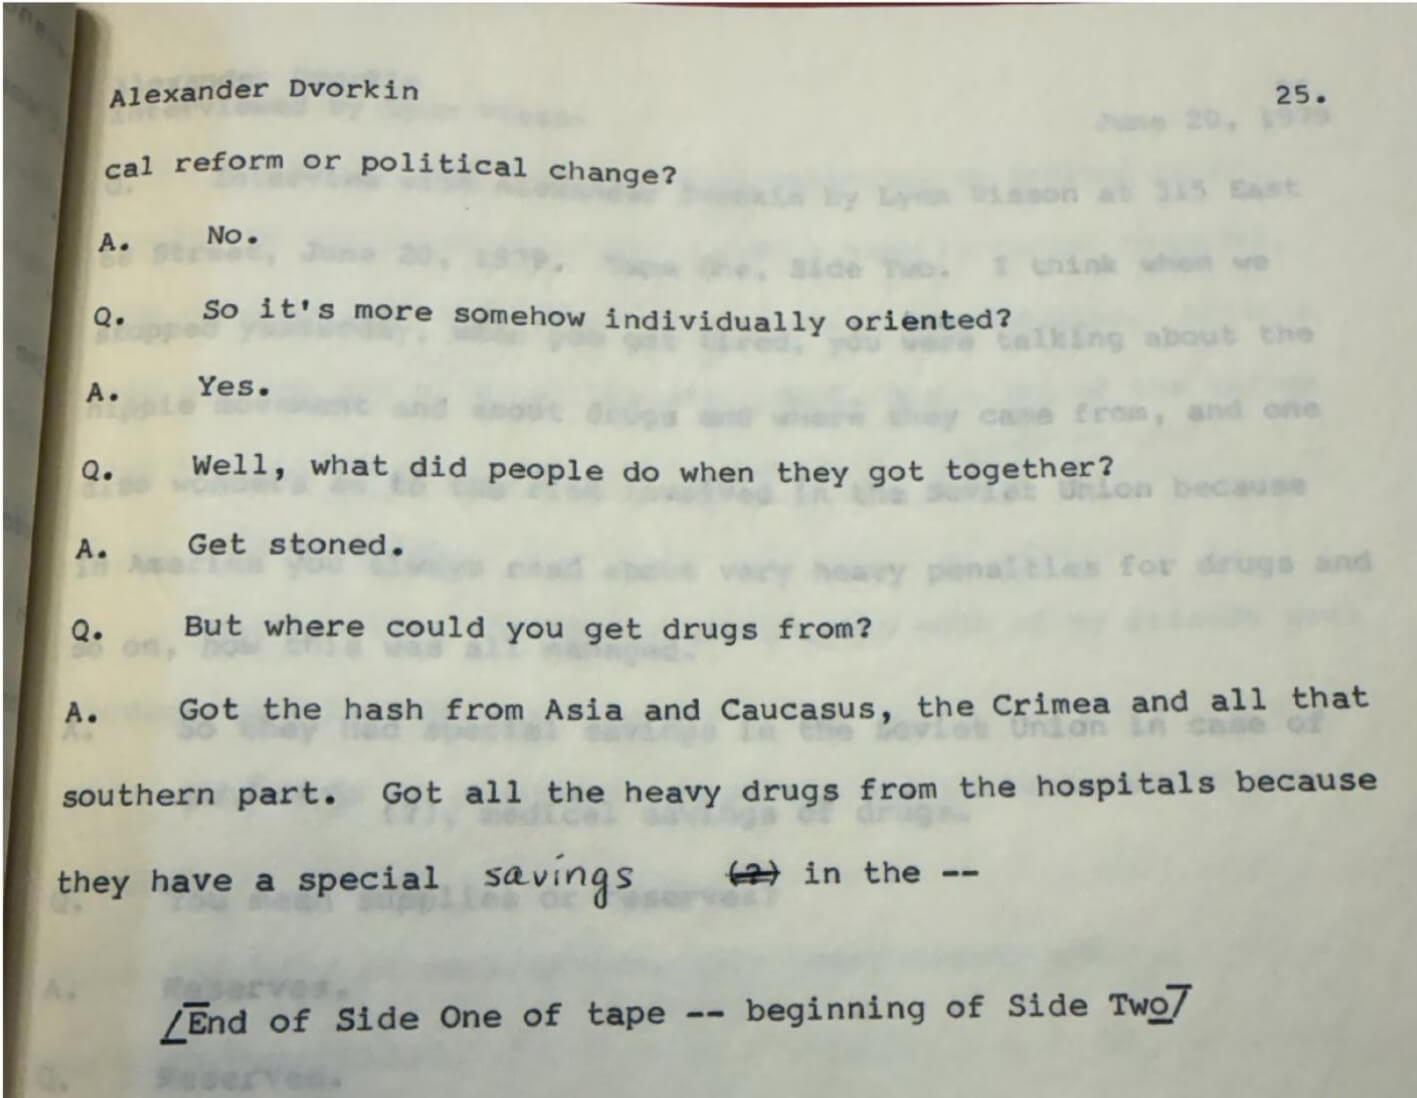 Alexander Dvorkin 25.
cal reform or political change?
A. No.
Q. So it's more somehow individually oriented?
A. Yes.
Q. Well, what did people do when they got together?
A. Get stoned.
Q. But where could you get drugs from?
A. Got the hash from Asia and Caucasus, the Crimea and all that
southern part. Got all the heavy drugs from the hospitals because
they have a special savings (?) in the --
[End of Side One of tape -- beginning of Side Two]